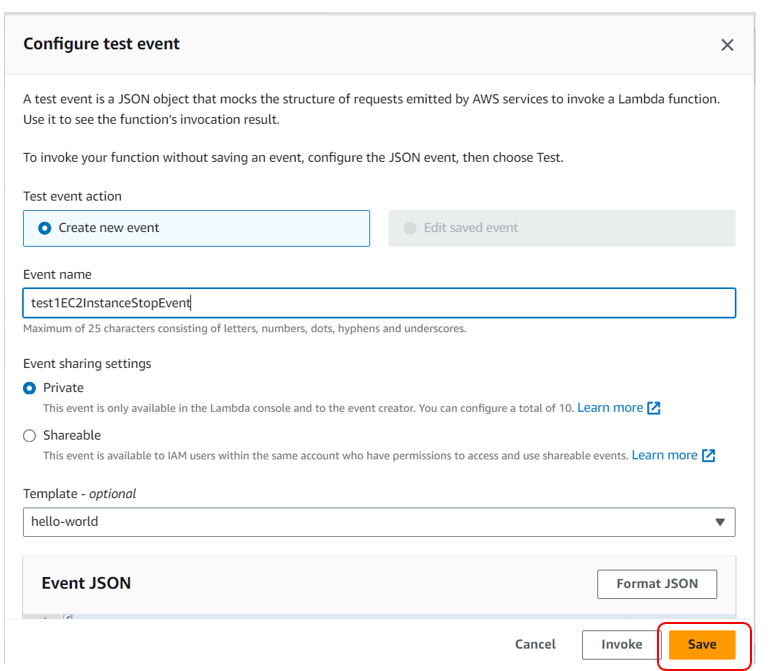 Configure test event
A test event is a JSON object that mocks the structure of requests emitted by AWS services to invoke a Lambda function.
Use it to see the function's invocation result.
To invoke your function without saving an event, configure the JSON event, then choose Test.
Test event action
Create new event
Edit saved event
Event name
test1EC2InstanceStopEvent
Maximum of 25 characters consisting of letters, numbers, dots, hyphens and underscores.
Event sharing settings
Private
This event is only available in the Lambda console and to the event creator. You can configure a total of 10. Learn more
Shareable
This event is available to IAM users within the same account who have permissions to access and use shareable events. Learn more
Template - optional
hello-world
Event JSON
Format JSON
Cancel
Invoke
Save